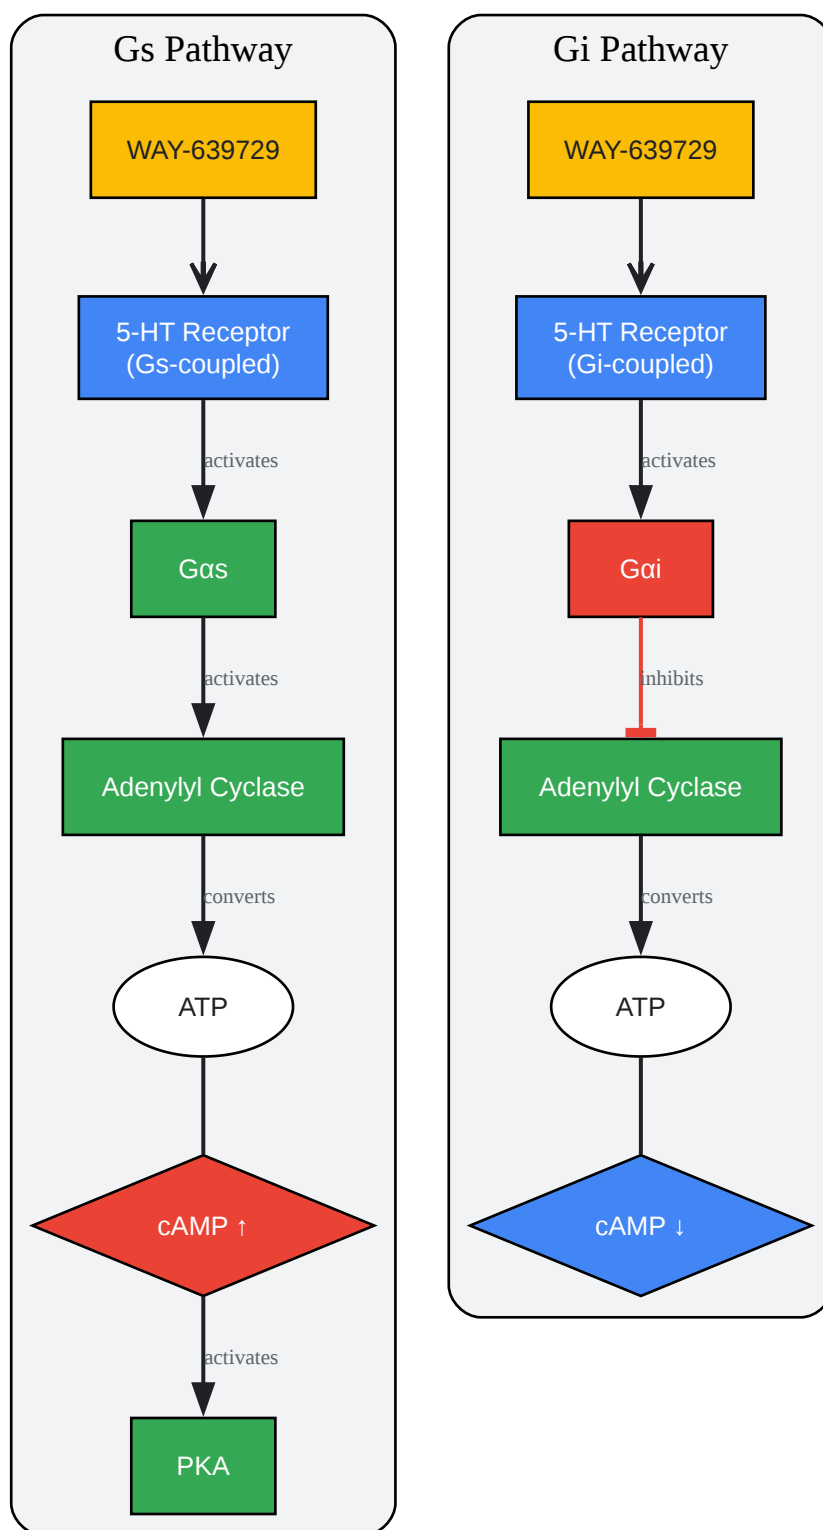 Gs Pathway
WAY-639729
5-HT Receptor
(Gs-coupled)
activates
Gαs
activates
Adenylyl Cyclase
converts
ATP
cAMP ↑
activates
PKA
Gi Pathway
WAY-639729
5-HT Receptor
(Gi-coupled)
activates
Gαi
inhibits
Adenylyl Cyclase
converts
ATP
cAMP ↓